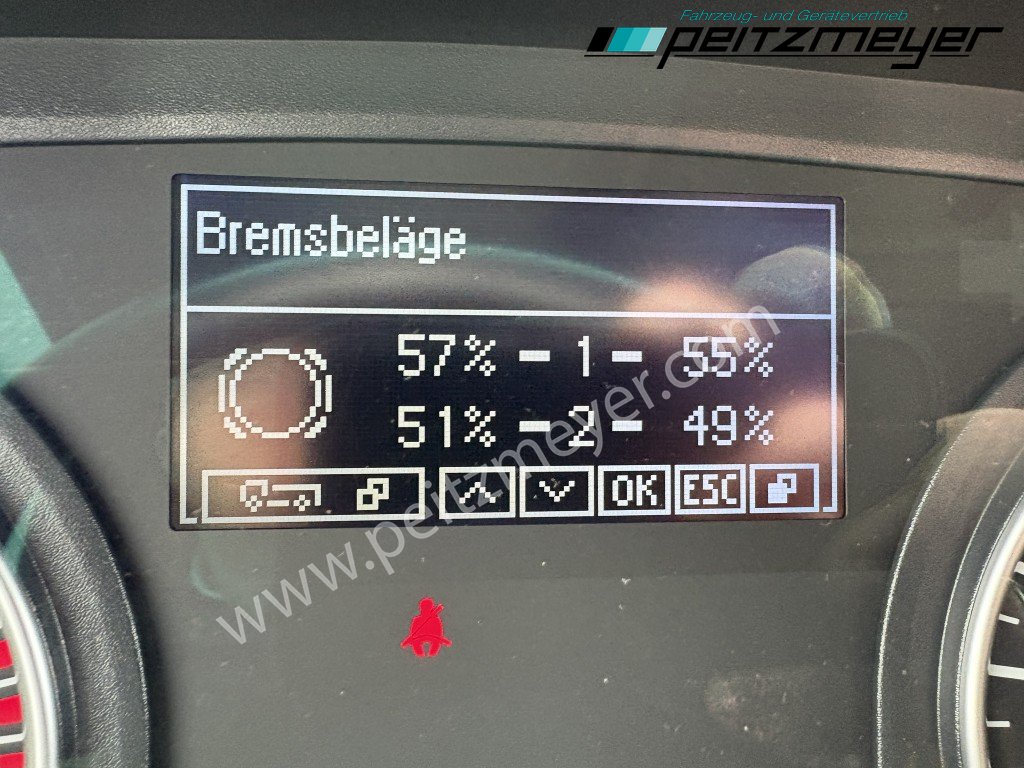 Fahrzeug- und Gerätevertrieb
peitzmeyer
Bremsbeläge
57% - 1 - 55%
51% - 2 - 49%
OK ESC
www.peitzmeyer.com